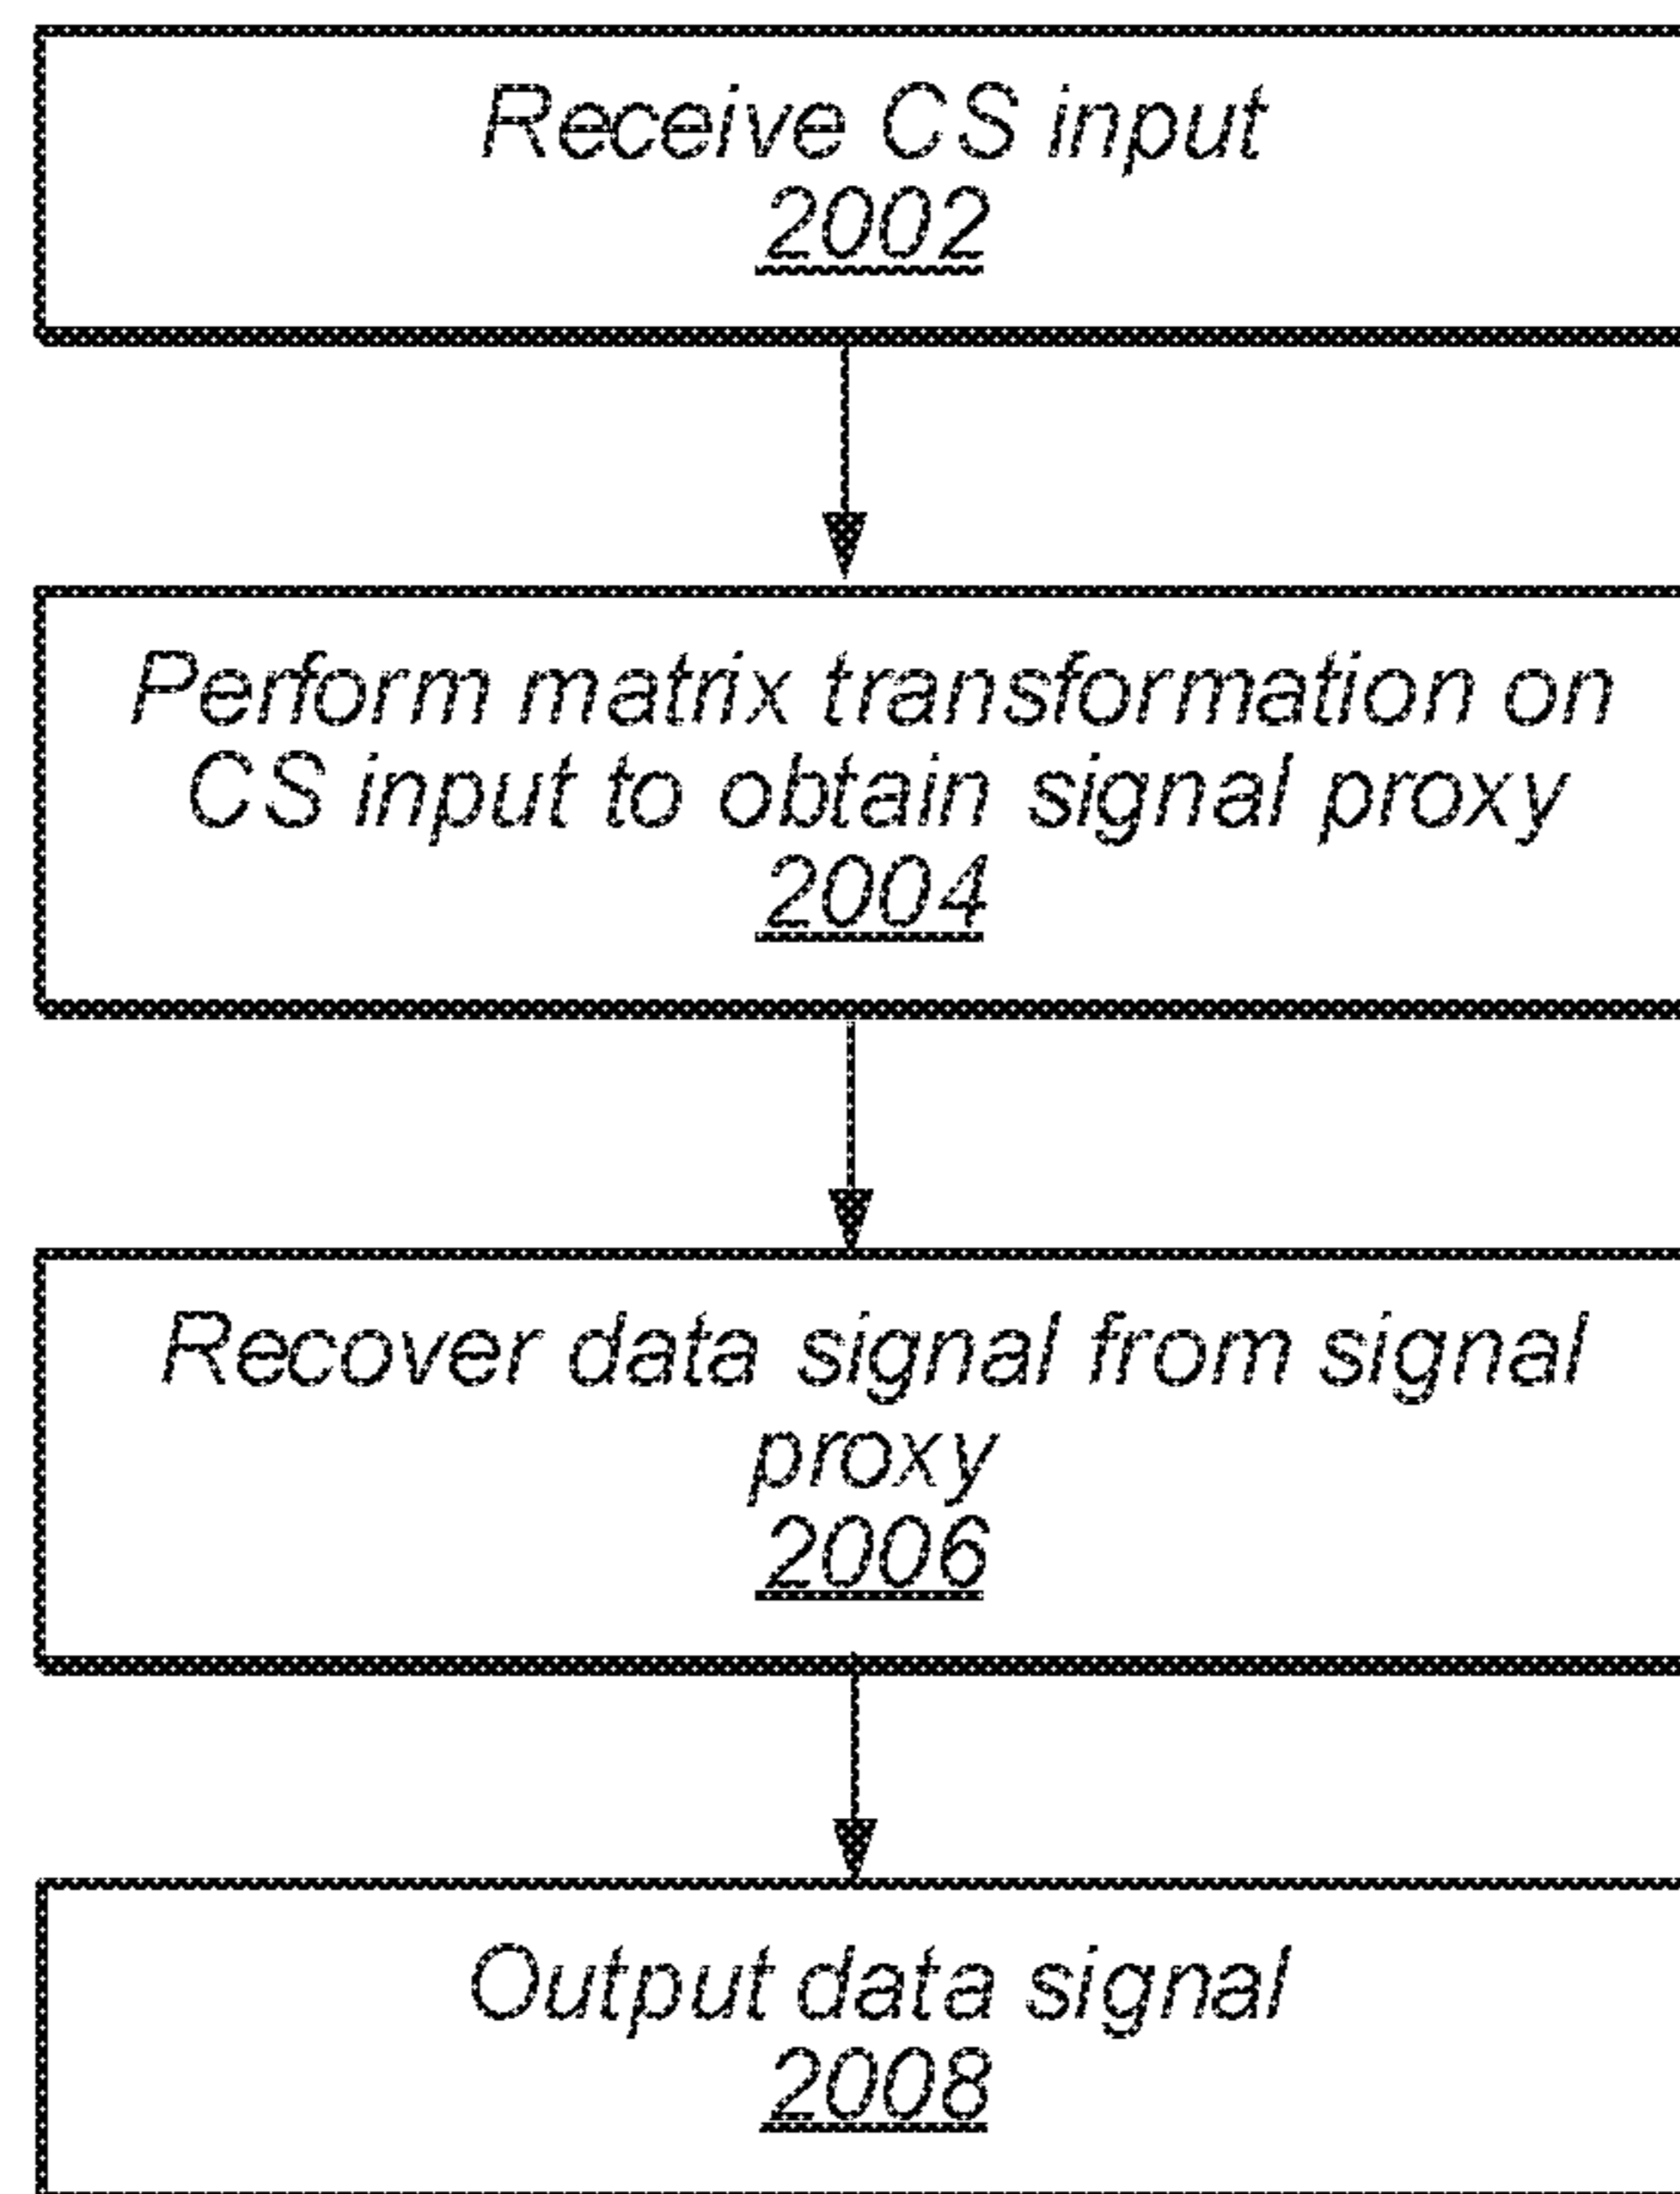 Receive CS input
2002
Perform matrix transformation on
CS input to obtain signal proxy
2004
Recover data signal from signal
proxy
2006
Output data signal
2008